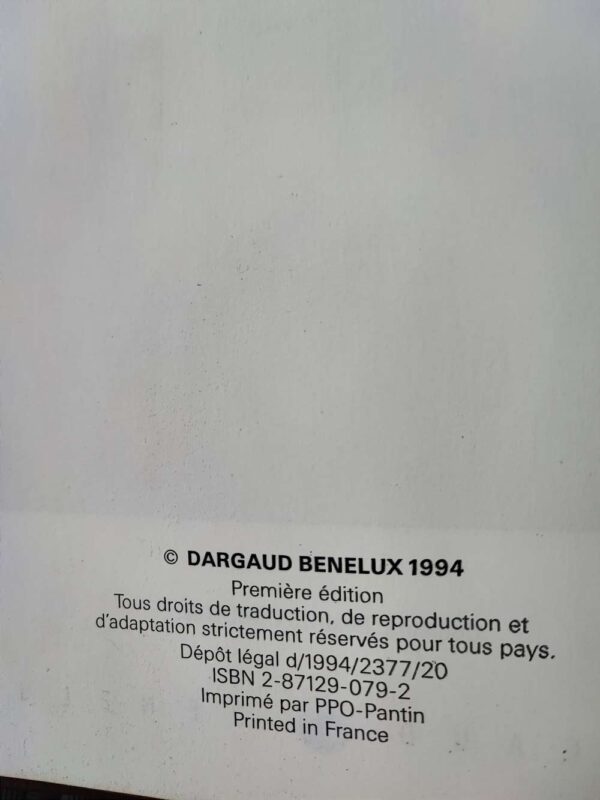 © DARGAUD BENELUX 1994
Première édition
Tous droits de traduction, de reproduction et
d'adaptation strictement réservés pour tous pays.
Dépôt légal d/1994/2377/20
ISBN 2-87129-079-2
Imprimé par PPO-Pantin
Printed in France